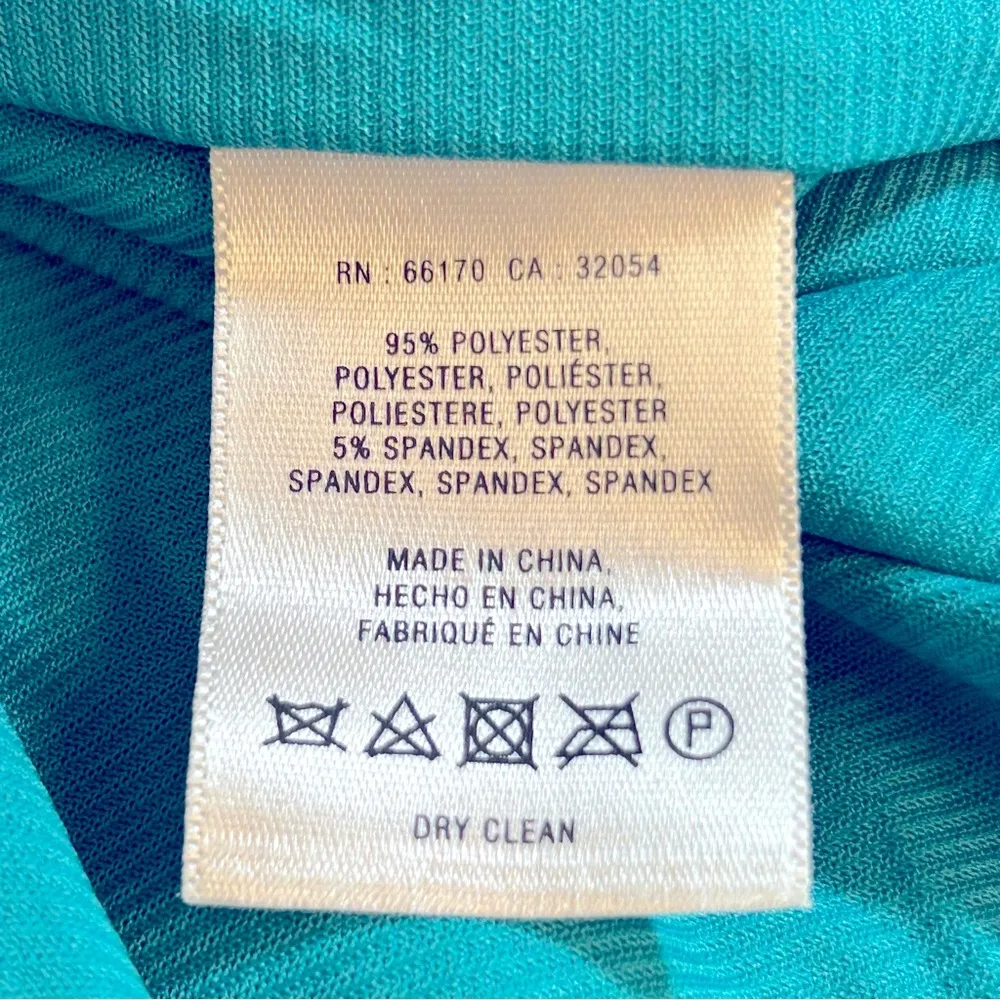 RN : 66170 CA : 32054
95% POLYESTER,
POLYESTER, POLIÉSTER,
POLIESTERE, POLYESTER
5% SPANDEX, SPANDEX,
SPANDEX, SPANDEX, SPANDEX
MADE IN CHINA,
HECHO EN CHINA,
FABRIQUÉ EN CHINE
P
DRY CLEAN